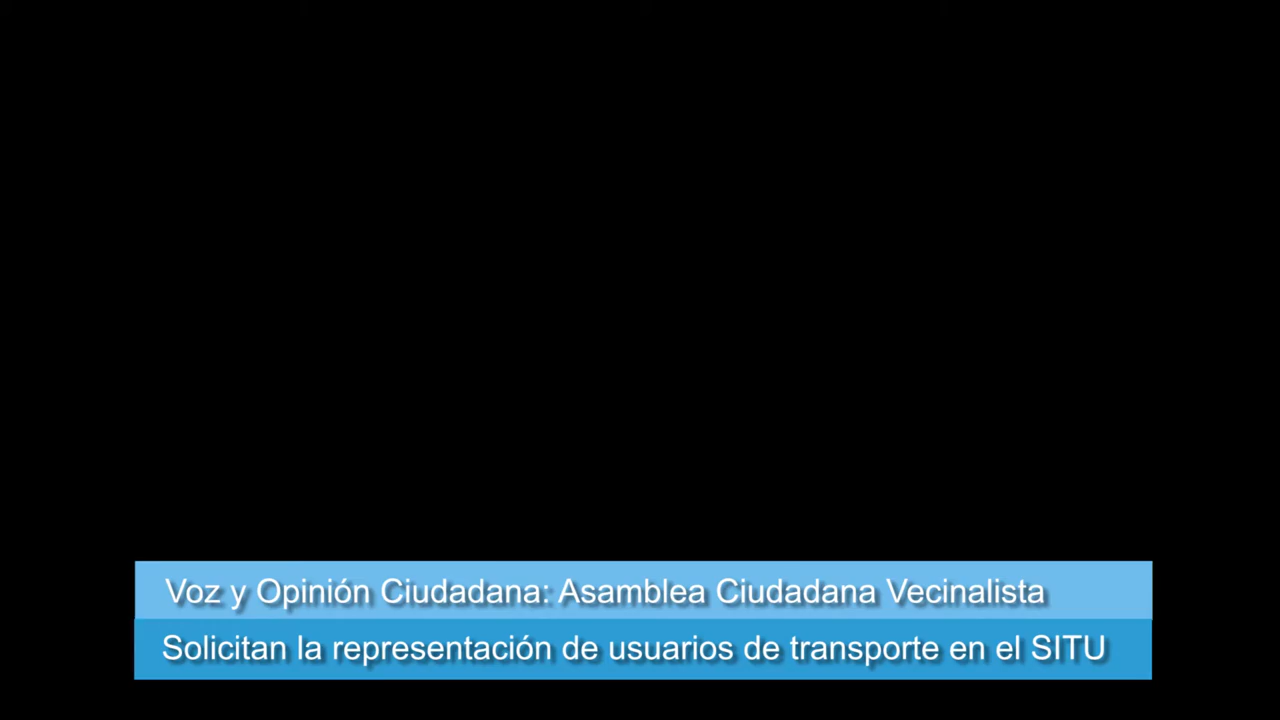 Voz y Opinión Ciudadana: Asamblea Ciudadana Vecinalista
Solicitan la representación de usuarios de transporte en el SITU